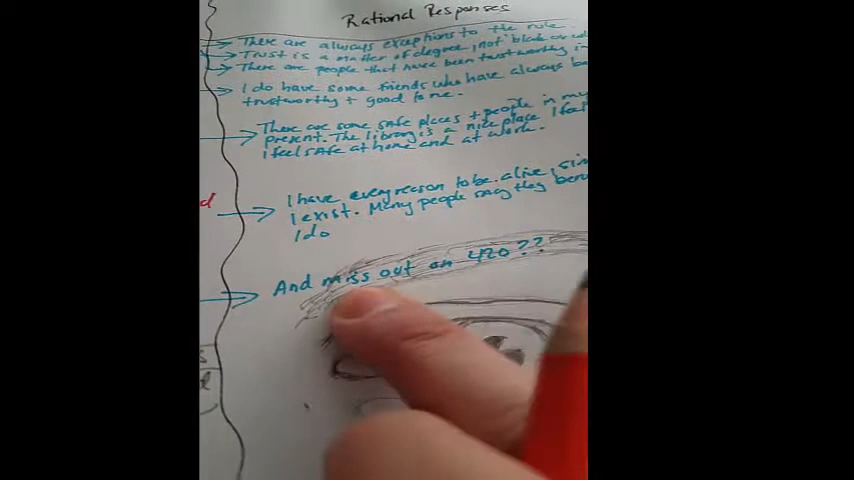 Rational Responses
There are always exceptions to the rule.
Trust is a matter of degree, not black or
There are people that have been trustworthy in
I do have some friends who have always
trustworthy + good to me.
There are some safe places + people in my
present. The library is a nice place I feel
I feel safe at home and at work.
I have every reason to be alive,
I exist. Many people say they
I do
And miss out on 420??
d